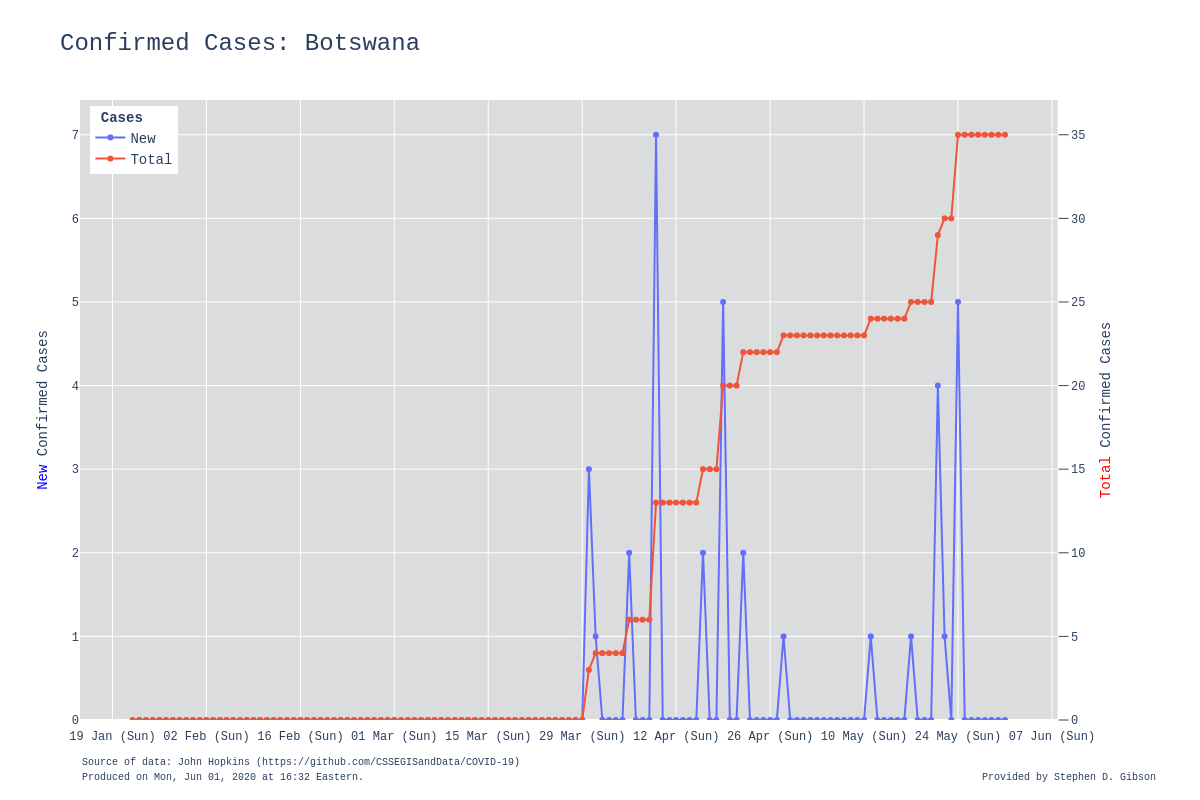 Confirmed Cases: Botswana
Cases
New
Total
7
6
5
4
3
2
1
0
35
30
25
20
15
10
5
0
New Confirmed Cases
Total Confirmed Cases
19 Jan (Sun) 02 Feb (Sun) 16 Feb (Sun) 01 Mar (Sun) 15 Mar (Sun) 29 Mar (Sun) 12 Apr (Sun) 26 Apr (Sun) 10 May (Sun) 24 May (Sun) 07 Jun (Sun)
Source of data: John Hopkins (https://github.com/CSSEGISandData/COVID-19)
Produced on Mon, Jun 01, 2020 at 16:32 Eastern.
Provided by Stephen D. Gibson